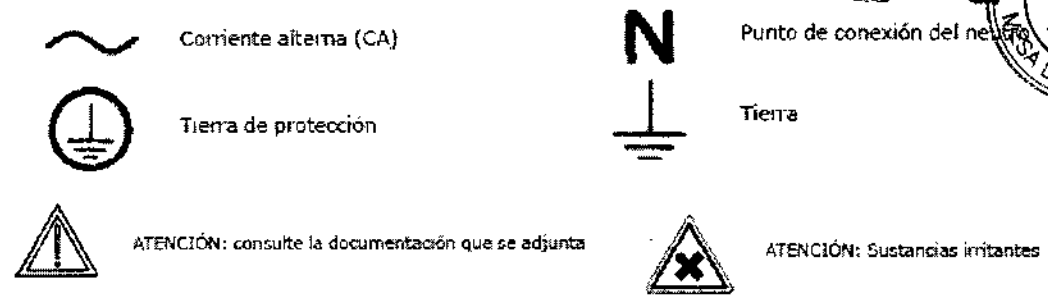 Corriente alterna (CA)
N
Punto de conexión del neutro
Tierra de protección
Tierra
ATENCIÓN: consulte la documentación que se adjunta
ATENCIÓN: Sustancias irritantes
MESA